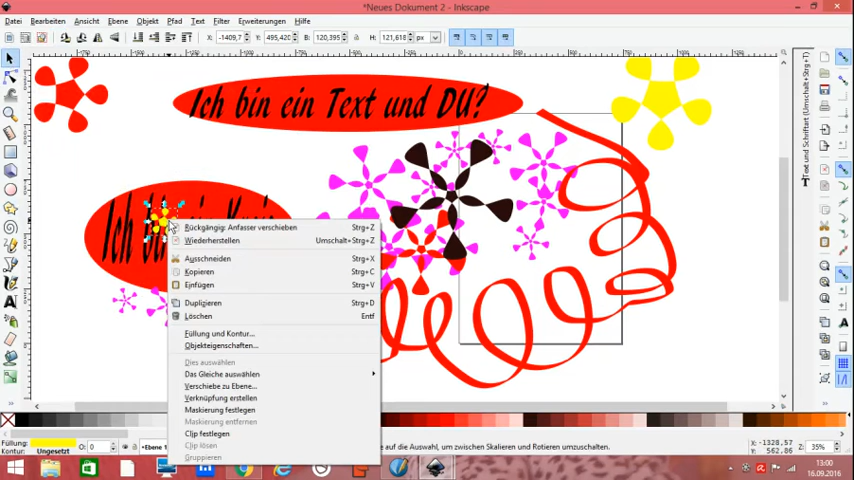 *Neues Dokument 2 - Inkscape
Datei Bearbeiten Ansicht Ebene Objekt Pfad Text Filter Erweiterungen Hilfe
X: -1409,7 Y: 495,420 B: 120,395 H: 121,618 px
Text und Schriftart (Umschalt+Strg+T)
Ich bin ein Text und DU?
Ich bin ein Kreis
Rückgängig: Anfasser verschieben Strg+Z
Wiederherstellen Umschalt+Strg+Z
Ausschneiden Strg+X
Kopieren Strg+C
Einfügen Strg+V
Duplizieren Strg+D
Löschen Entf
Füllung und Kontur...
Objekteigenschaften...
Dies auswählen
Das Gleiche auswählen
Verschiebe zu Ebene...
Verknüpfung erstellen
Maskierung festlegen
Maskierung entfernen
Clip festlegen
Clip lösen
Gruppieren
Füllung:
Kontur: Ungesetzt
O: 0
Ebene 1
e auf die Auswahl, um zwischen Skalieren und Rotieren umzuschalten.
X: -1328,57
Y: 562,86
Z: 35%
13:00
16.09.2016